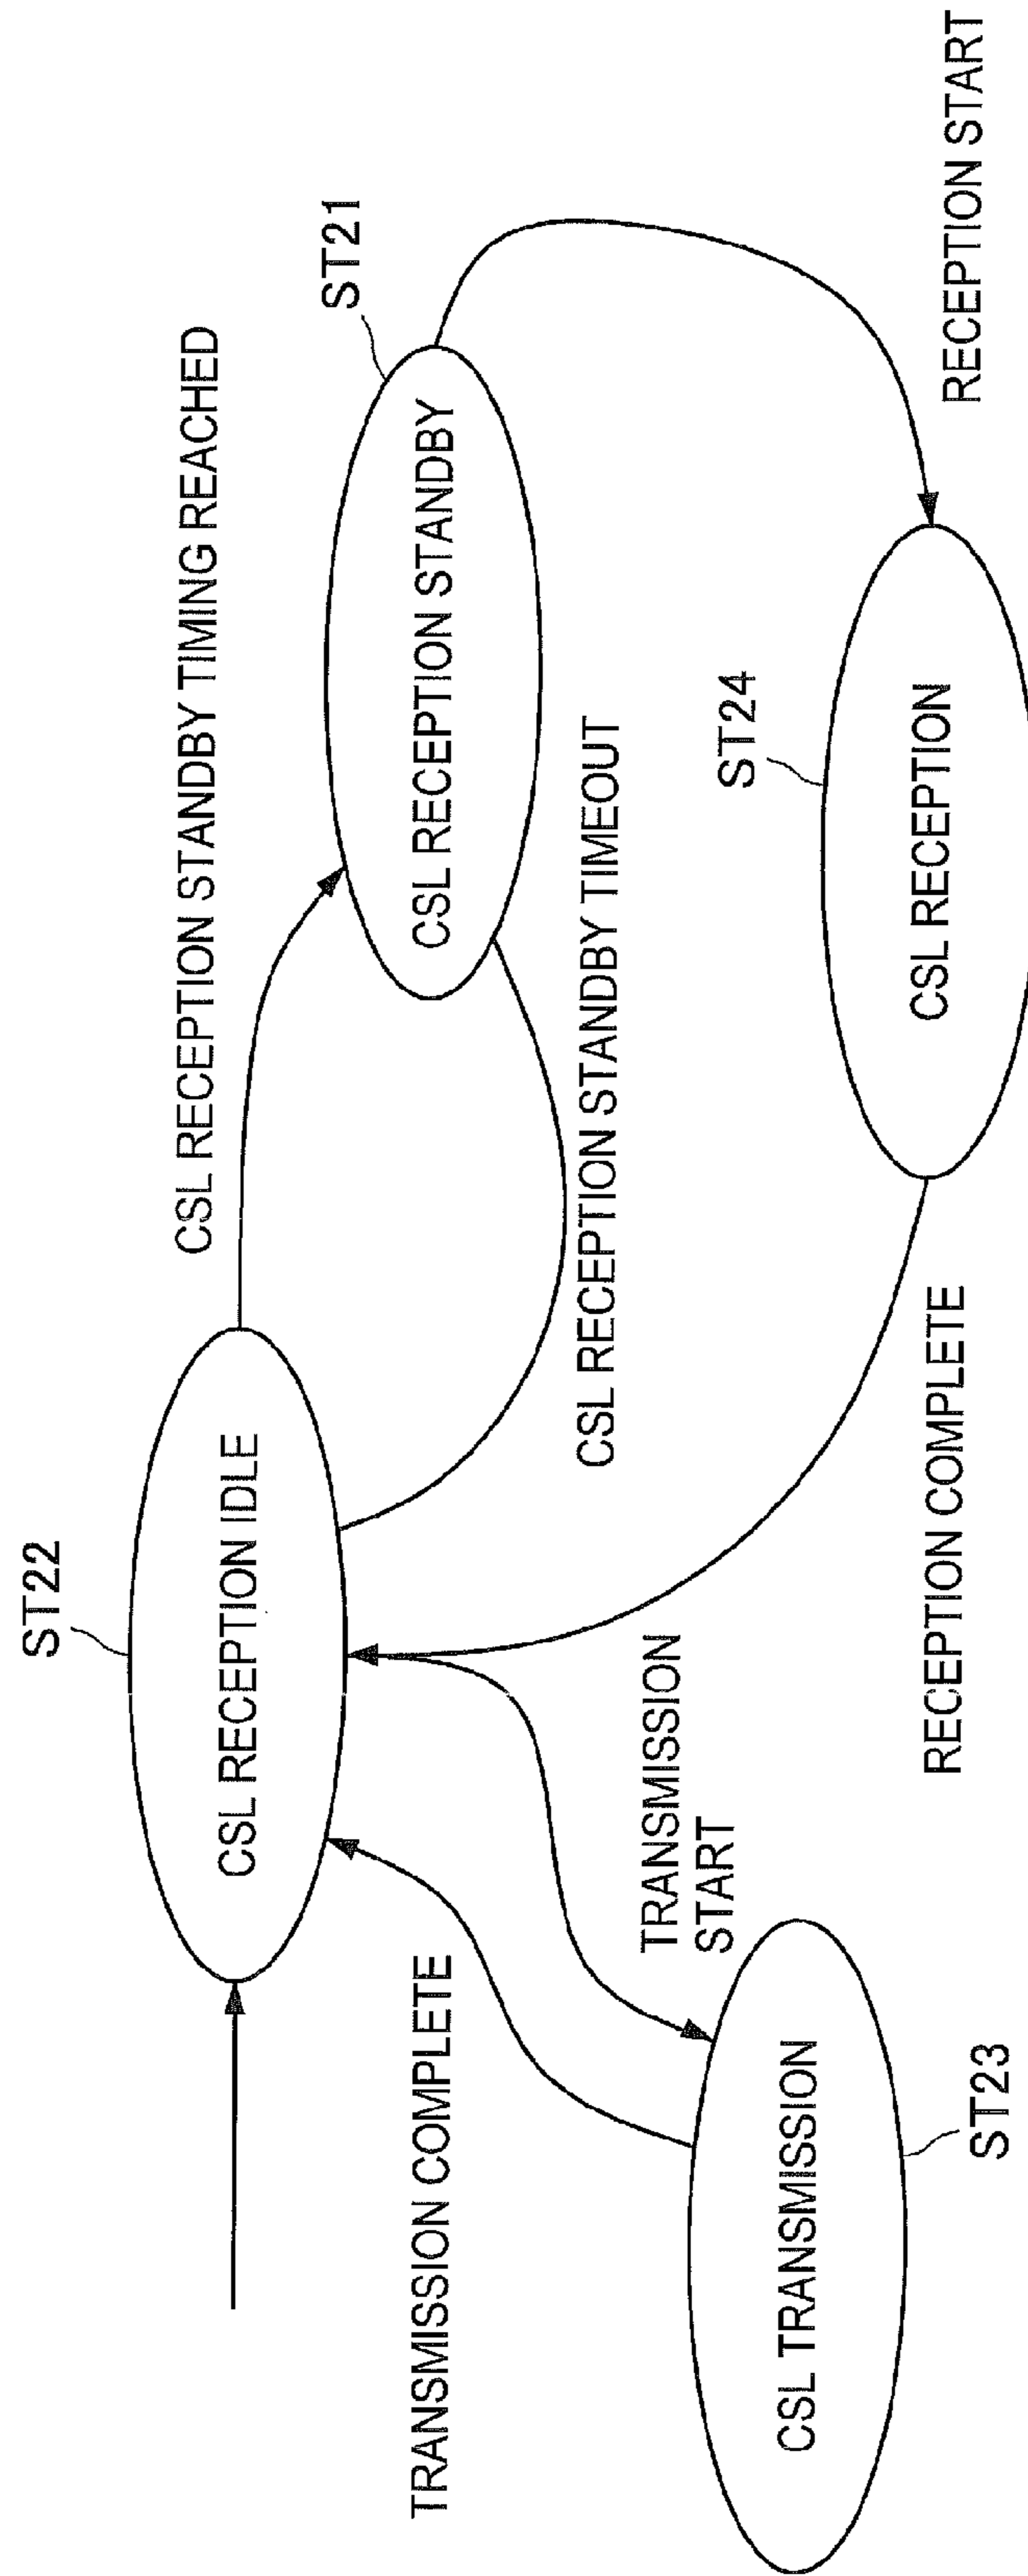 ST22
CSL RECEPTION IDLE
CSL RECEPTION STANDBY TIMING REACHED
ST21
CSL RECEPTION STANDBY
CSL RECEPTION STANDBY TIMEOUT
TRANSMISSION COMPLETE
TRANSMISSION
START
ST24
CSL RECEPTION
RECEPTION START
RECEPTION COMPLETE
CSL TRANSMISSION
ST23